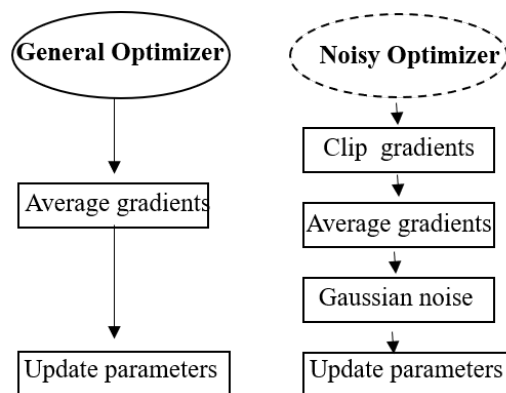 General Optimizer
Average gradients
Update parameters
Noisy Optimizer
Clip gradients
Average gradients
Gaussian noise
Update parameters